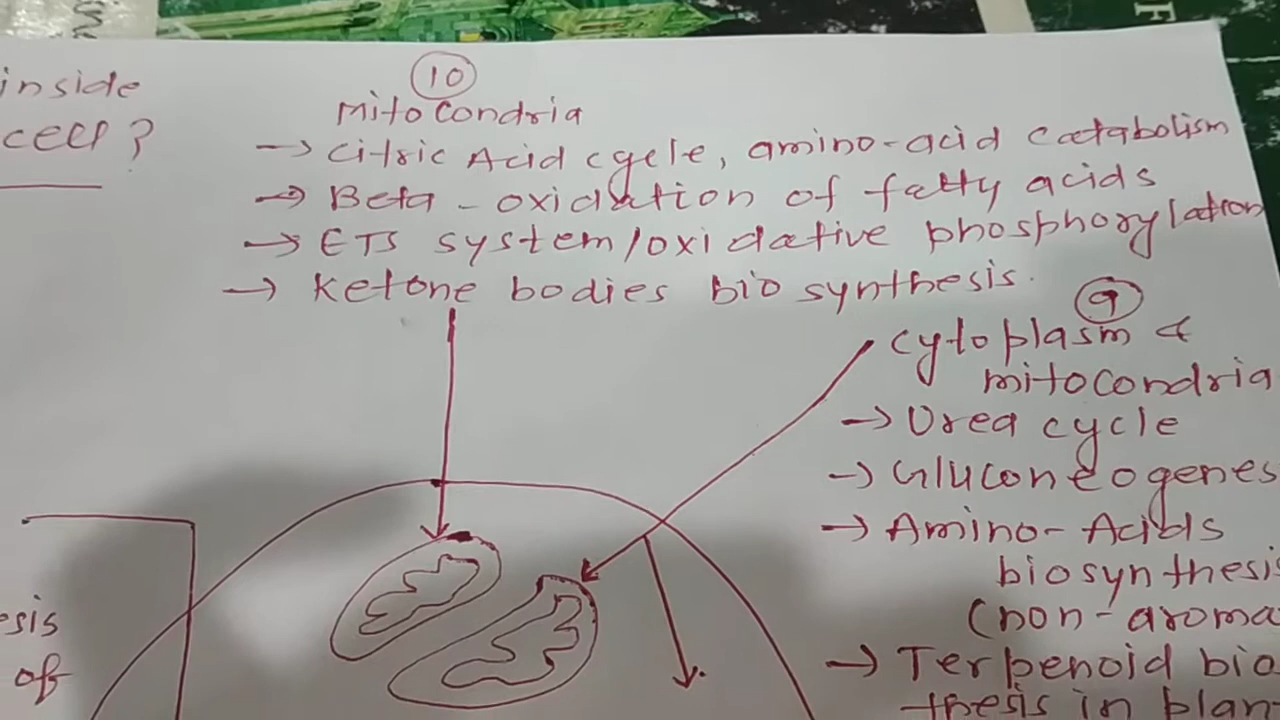 inside
cell?
10
Mitocondria
→ Citric Acid cycle, amino-acid catabolism
→ Beta - oxidation of fatty acids
→ ETS system/oxidative phosphorylation
→ Ketone bodies bio synthesis.
9
Cytoplasm &
mitocondria
→ Urea cycle
→ Gluconeogenes
→ Amino-Acids
biosynthesis
(non-aroma
→ Terpenoid bio
thesis in plan
esis
of